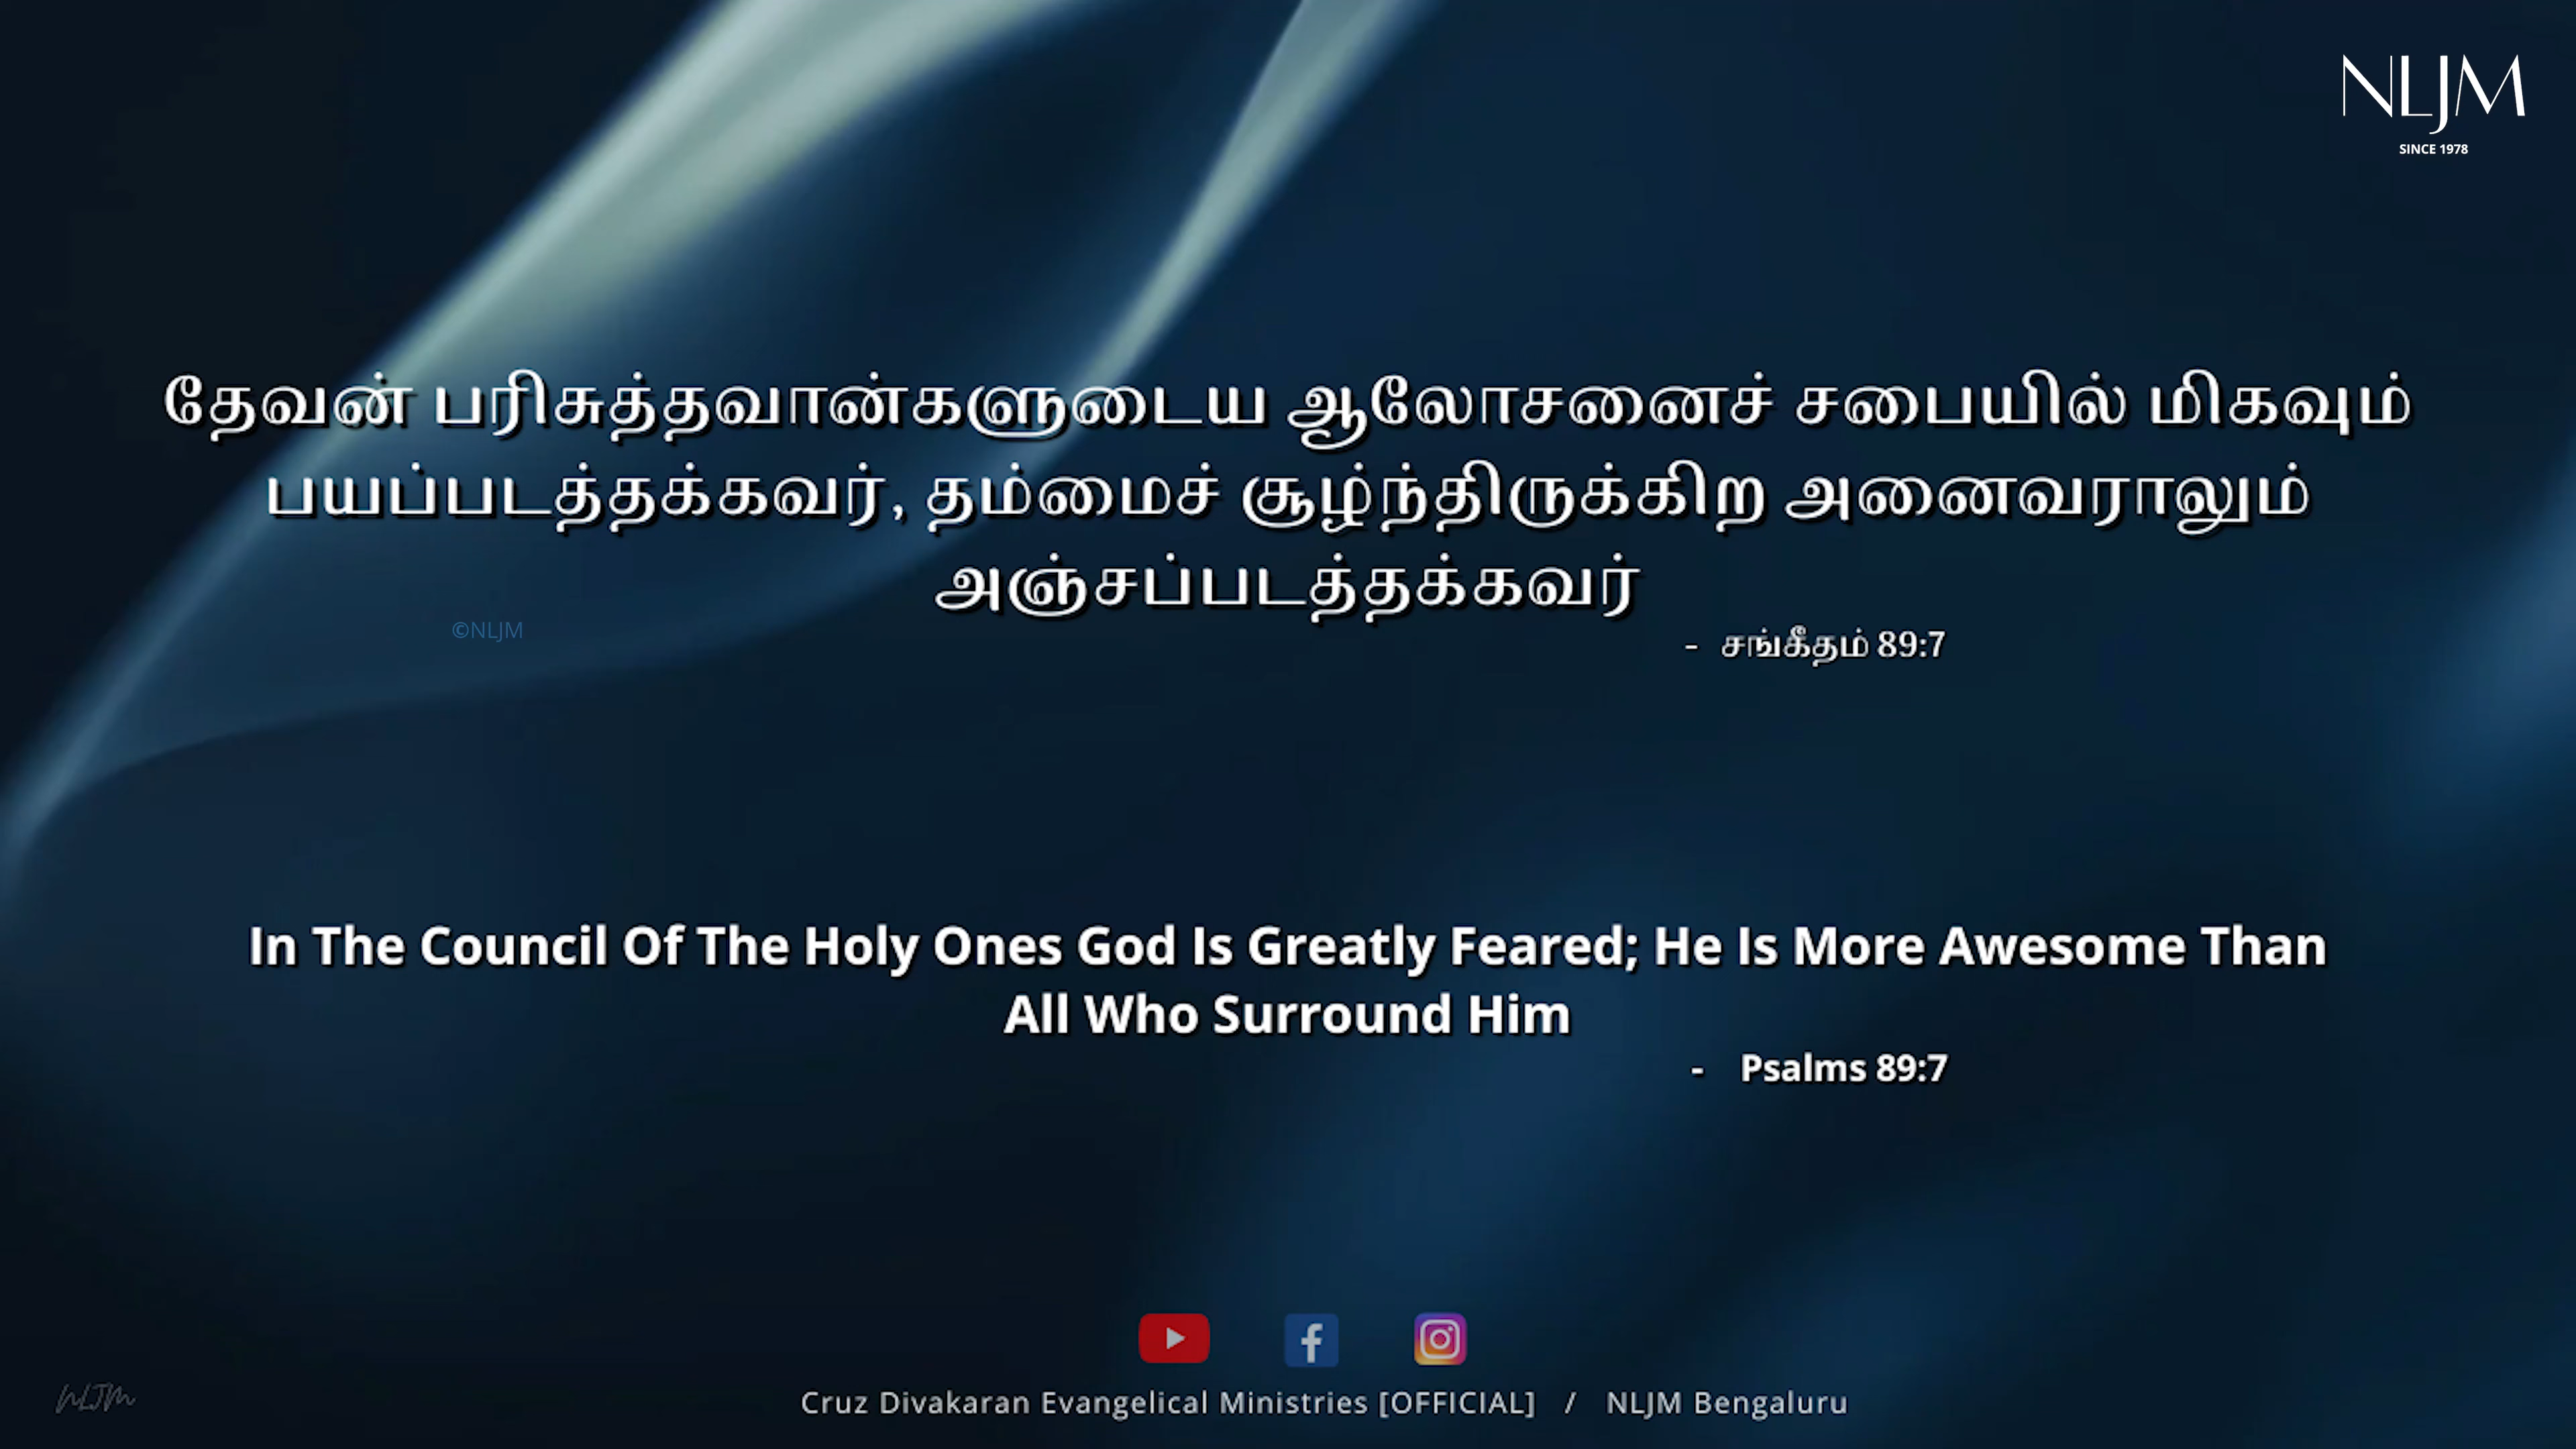 NLJM
SINCE 1978
தேவன் பரிசுத்தவான்களுடைய ஆலோசனைச் சபையில் மிகவும்
பயப்படத்தக்கவர், தம்மைச் சூழ்ந்திருக்கிற அனைவராலும்
அஞ்சப்படத்தக்கவர்
©NLJM
- சங்கீதம் 89:7
In The Council Of The Holy Ones God Is Greatly Feared; He Is More Awesome Than
All Who Surround Him
- Psalms 89:7
NLJM
Cruz Divakaran Evangelical Ministries [OFFICIAL] / NLJM Bengaluru